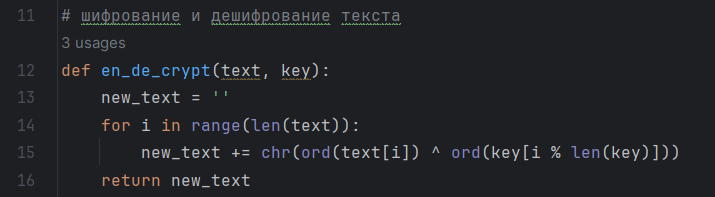 11 # шифрование и дешифрование текста
3 usages
12 def en_de_crypt(text, key):
13     new_text = ''
14     for i in range(len(text)):
15         new_text += chr(ord(text[i]) ^ ord(key[i % len(key)]))
16     return new_text